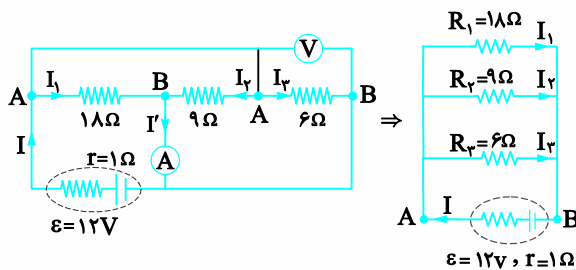 V
I₁ B I₂ I₃
A B
۱۸Ω ۹Ω A ۶Ω
I′
I r=۱Ω A
ε=۱۲V
⇒
R₁=۱۸Ω I₁
R₂=۹Ω I₂
R₃=۶Ω I₃
A I B
ε=۱۲v , r=۱Ω